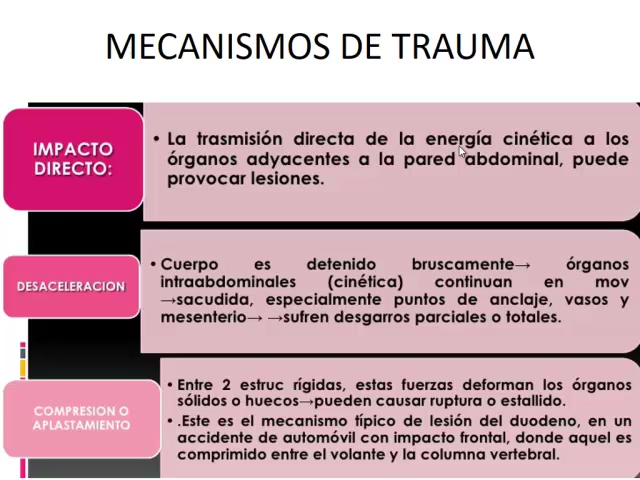 MECANISMOS DE TRAUMA
IMPACTO
DIRECTO:
• La trasmisión directa de la energía cinética a los
órganos adyacentes a la pared abdominal, puede
provocar lesiones.
DESACELERACION
• Cuerpo es detenido bruscamente→ órganos
intraabdominales (cinética) continuan en mov
→sacudida, especialmente puntos de anclaje, vasos y
mesenterio→ →sufren desgarros parciales o totales.
COMPRESION O
APLASTAMIENTO
• Entre 2 estruc rígidas, estas fuerzas deforman los órganos
sólidos o huecos→pueden causar ruptura o estallido.
• .Este es el mecanismo típico de lesión del duodeno, en un
accidente de automóvil con impacto frontal, donde aquel es
comprimido entre el volante y la columna vertebral.